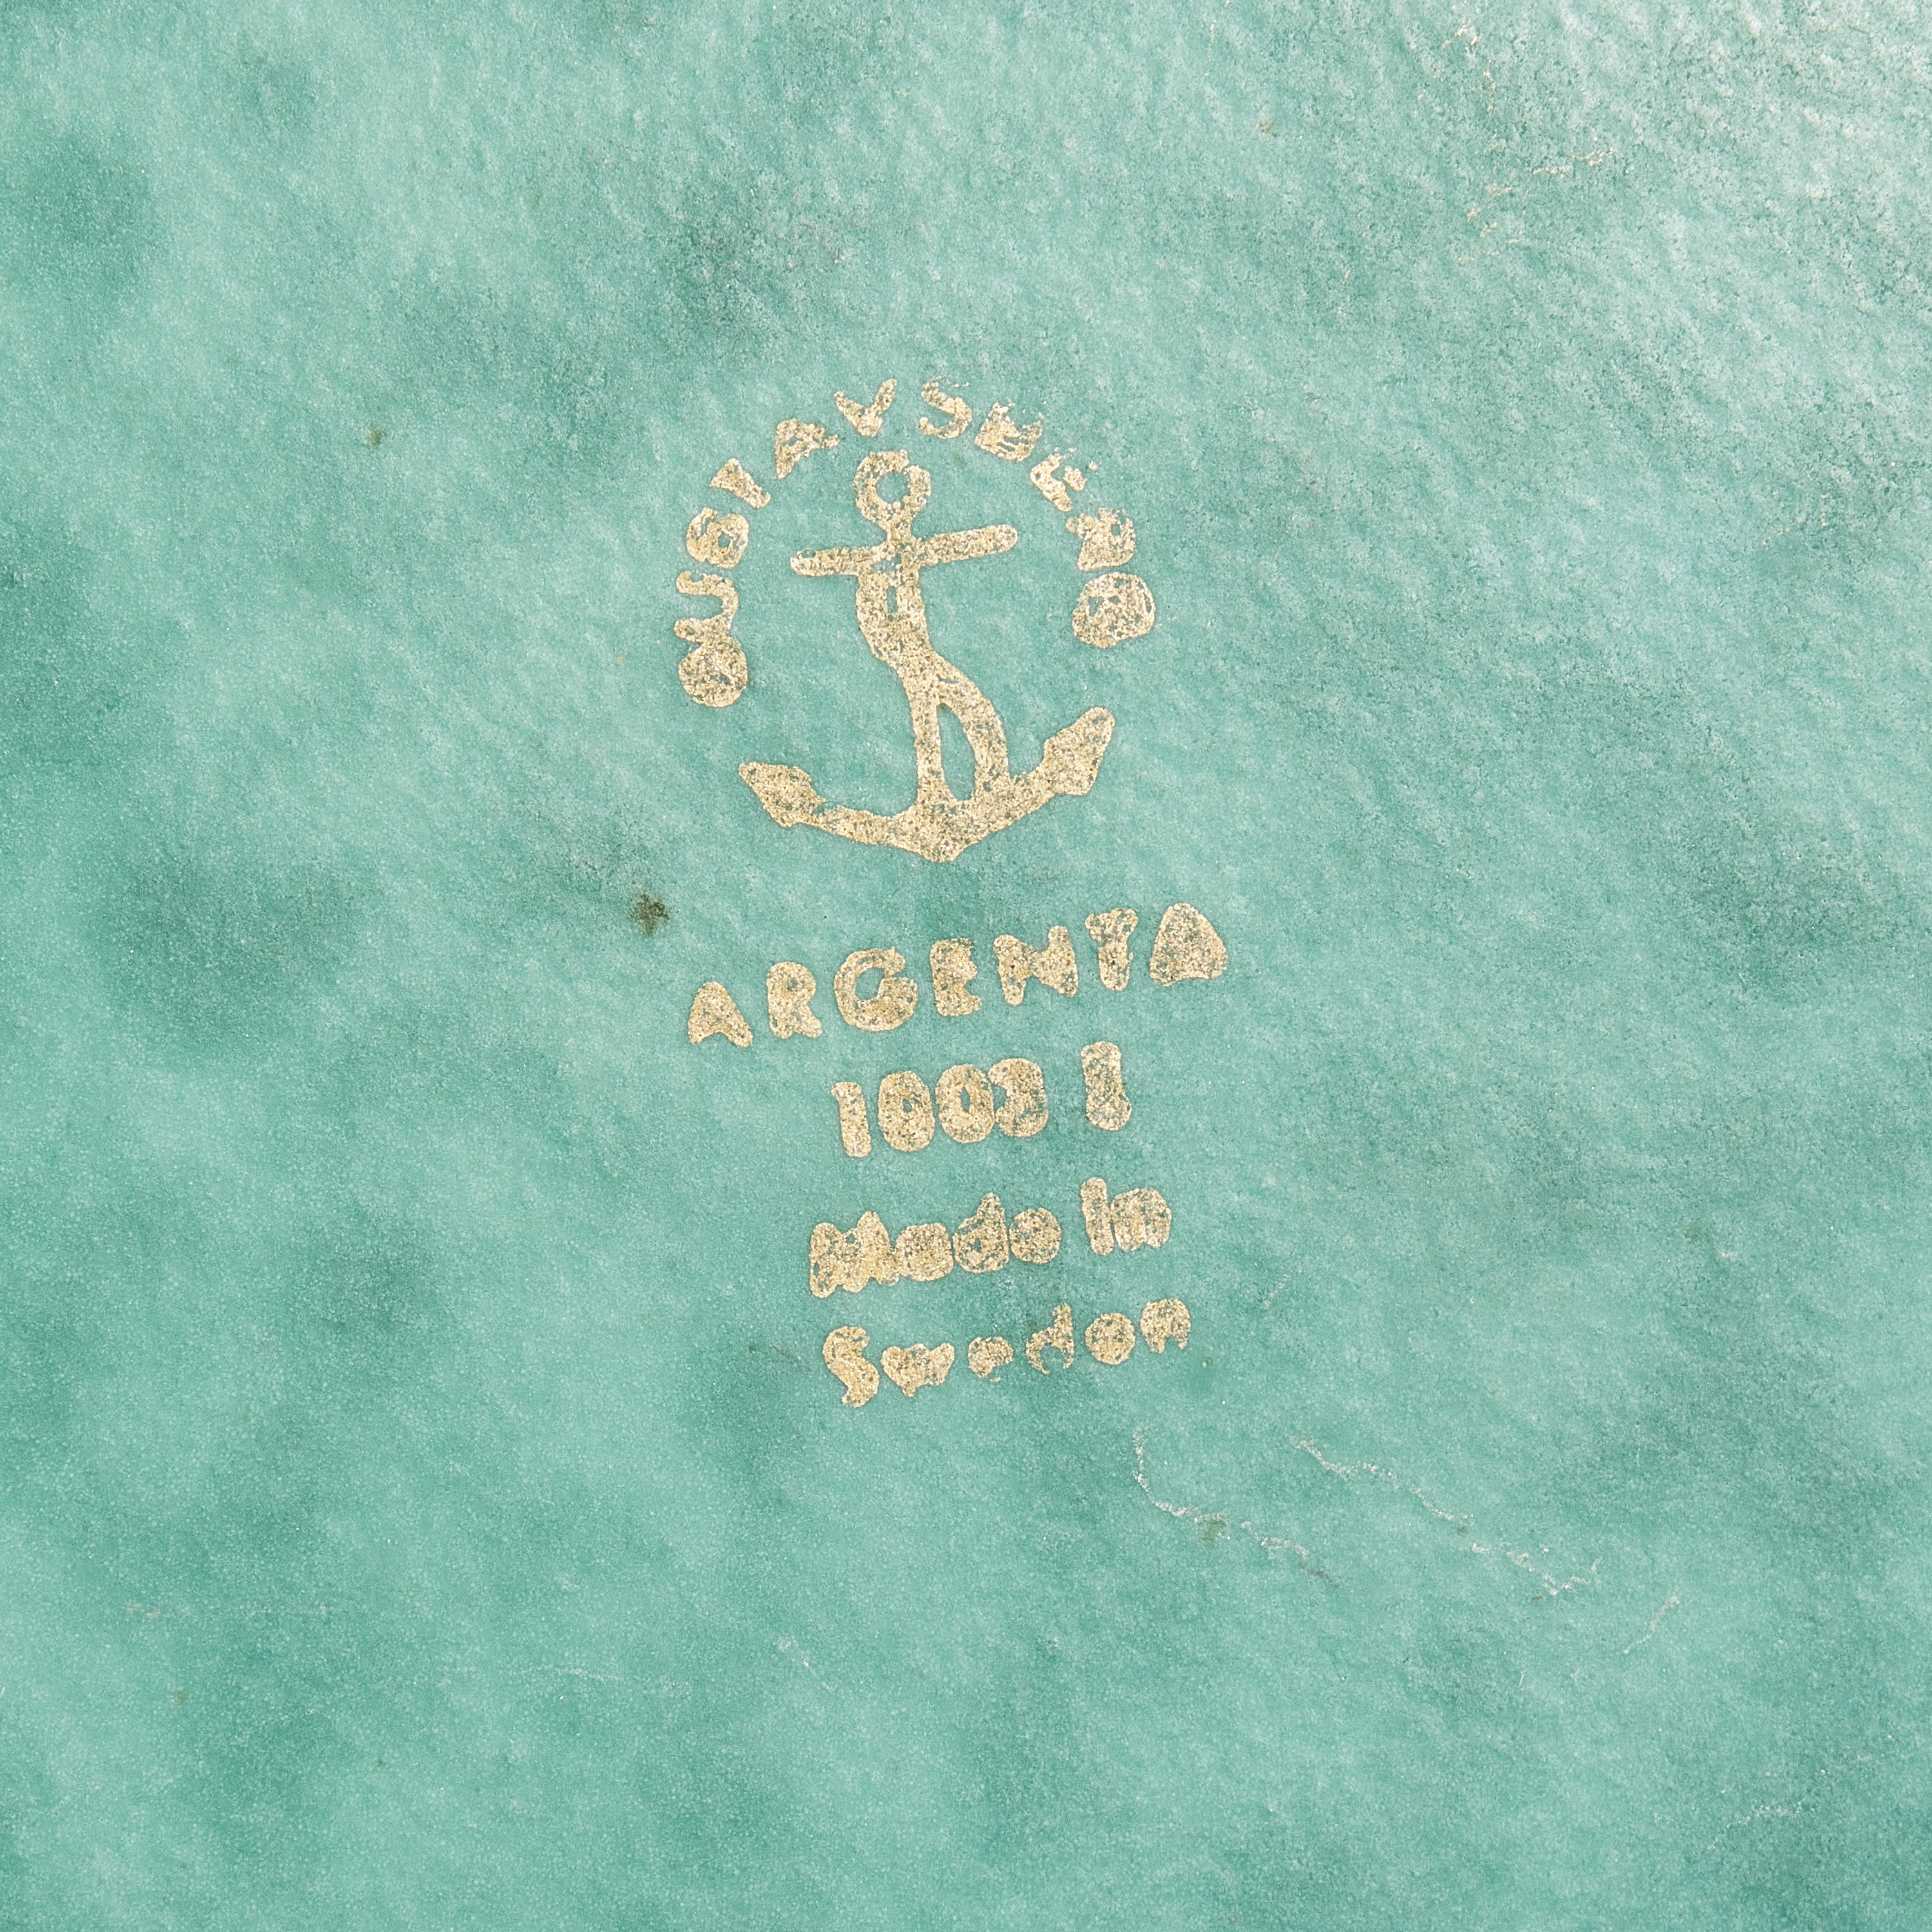 GUSTAVSBERG
ARGENTA
1003 I
Made in
Sweden